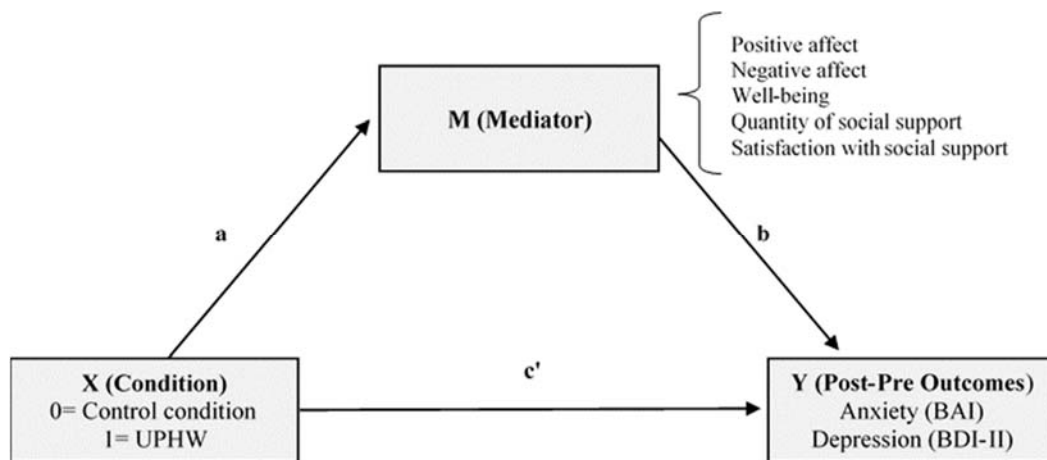 Positive affect
Negative affect
Well-being
Quantity of social support
Satisfaction with social support
M (Mediator)
a
b
c'
X (Condition)
0= Control condition
1= UPHW
Y (Post-Pre Outcomes)
Anxiety (BAI)
Depression (BDI-II)